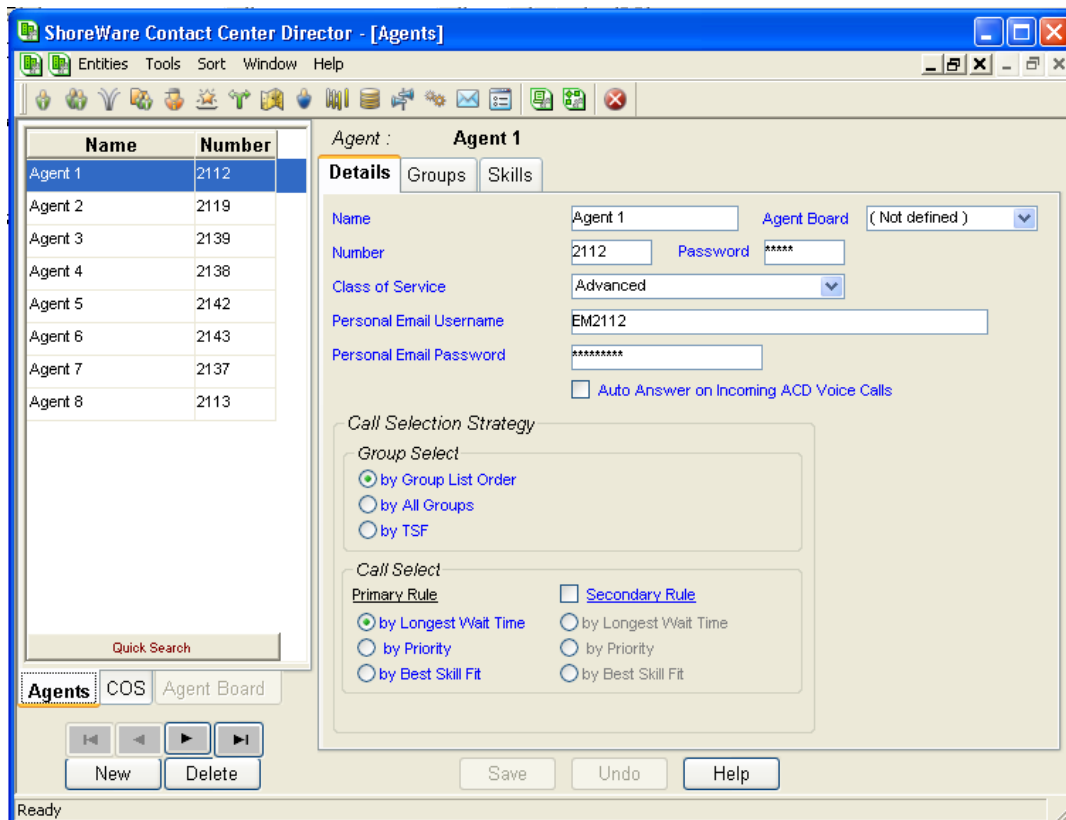 ShoreWare Contact Center Director - [Agents]
Entities Tools Sort Window Help
Name Number
Agent 1 2112
Agent 2 2119
Agent 3 2139
Agent 4 2138
Agent 5 2142
Agent 6 2143
Agent 7 2137
Agent 8 2113
Quick Search
Agents COS Agent Board
New Delete
Agent : Agent 1
Details Groups Skills
Name Agent 1 Agent Board ( Not defined )
Number 2112 Password *****
Class of Service Advanced
Personal Email Username EM2112
Personal Email Password *********
Auto Answer on Incoming ACD Voice Calls
Call Selection Strategy
Group Select
by Group List Order
by All Groups
by TSF
Call Select
Primary Rule Secondary Rule
by Longest Wait Time by Longest Wait Time
by Priority by Priority
by Best Skill Fit by Best Skill Fit
Save Undo Help
Ready